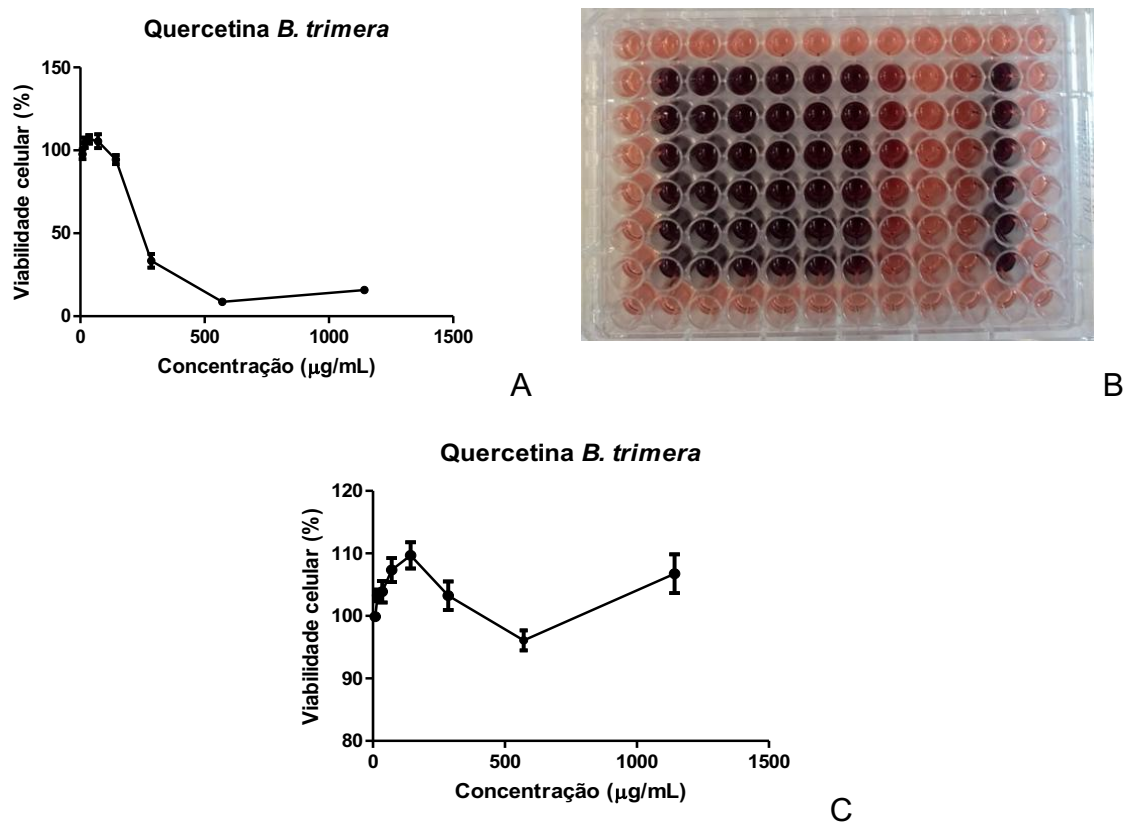 Quercetina B. trimera
150
100
50
0
Viabilidade celular (%)
0 500 1000 1500
Concentração (μg/mL)
A
B
Quercetina B. trimera
120
110
100
90
80
Viabilidade celular (%)
0 500 1000 1500
Concentração (μg/mL)
C